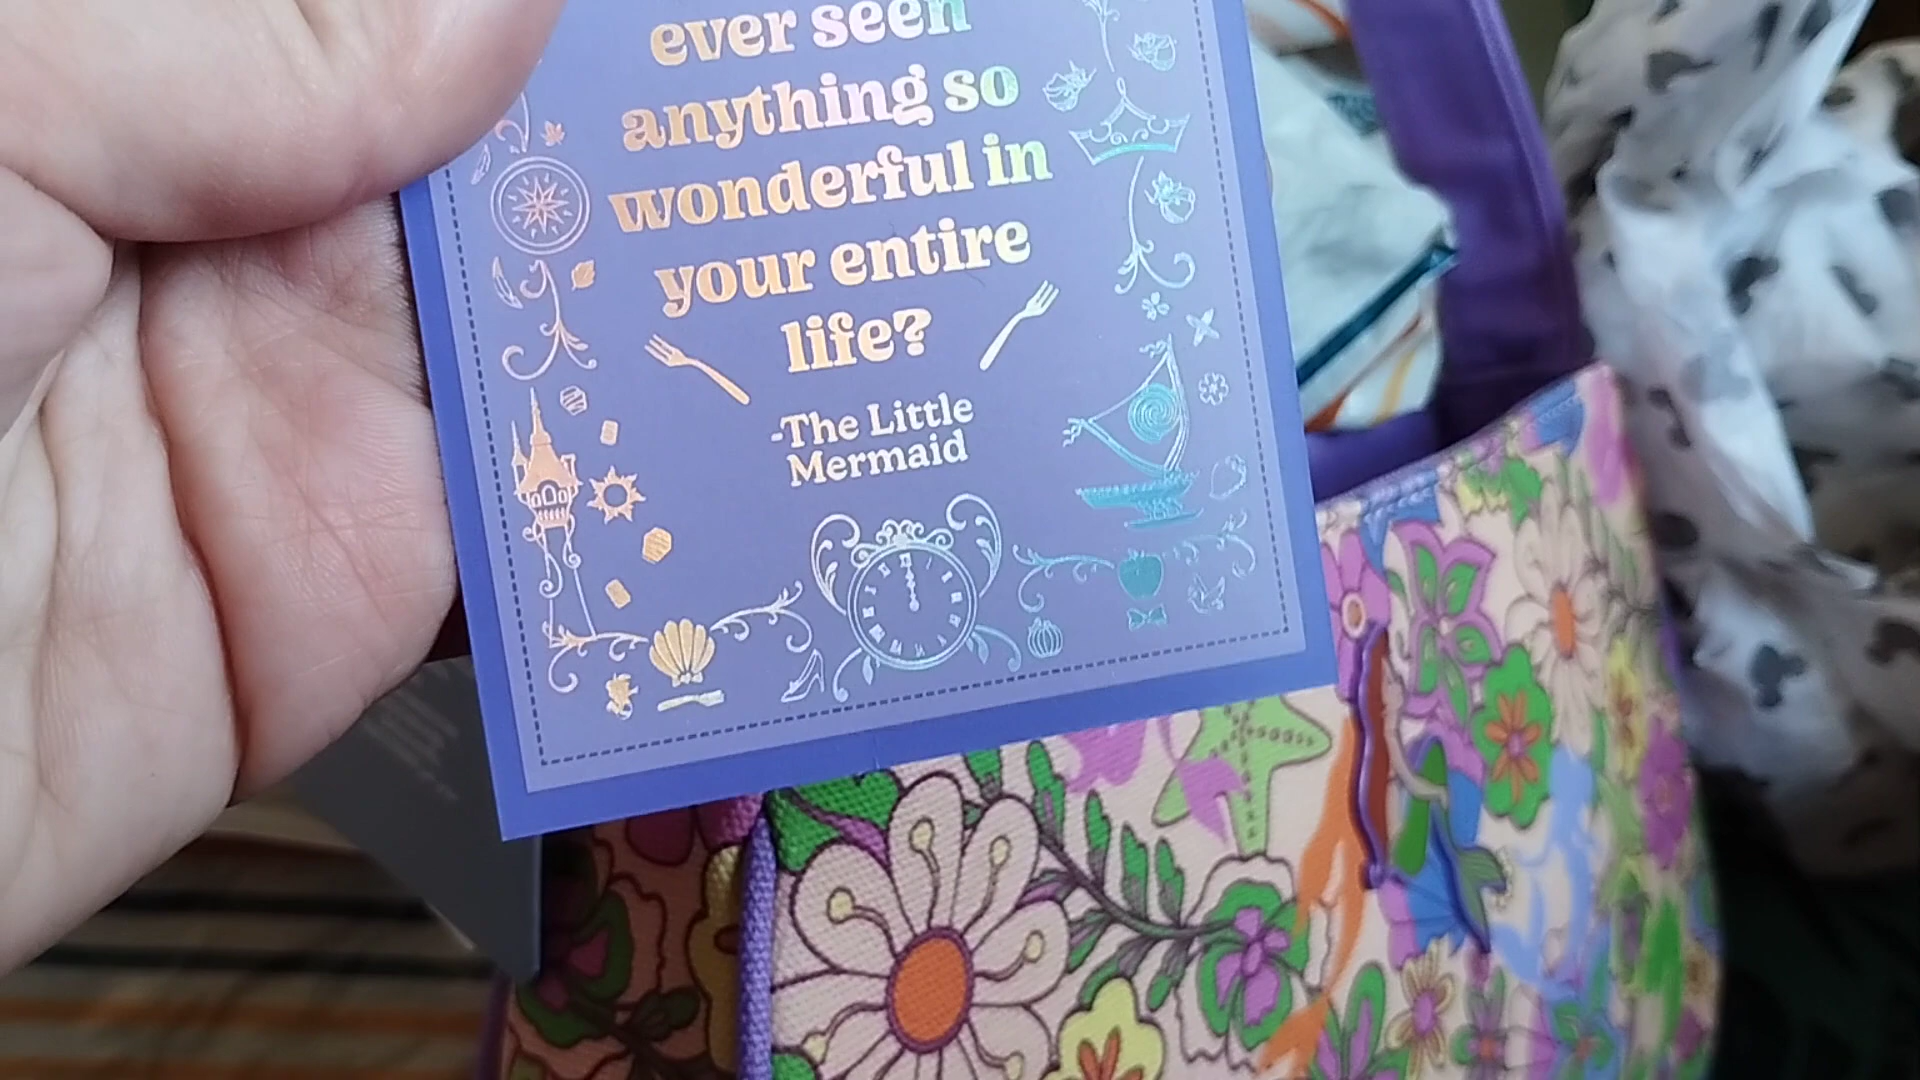 ever seen
anything so
wonderful in
your entire
life?
-The Little
Mermaid